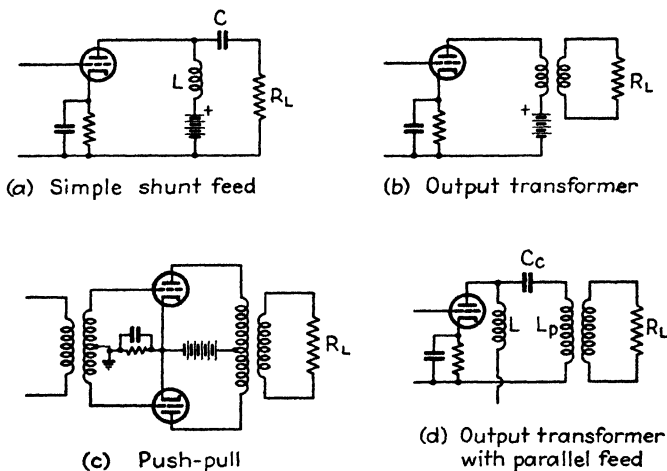 C
L
+
R_L
(a) Simple shunt feed
+
R_L
(b) Output transformer
R_L
(c) Push-pull
C_C
L
L_p
R_L
(d) Output transformer
with parallel feed